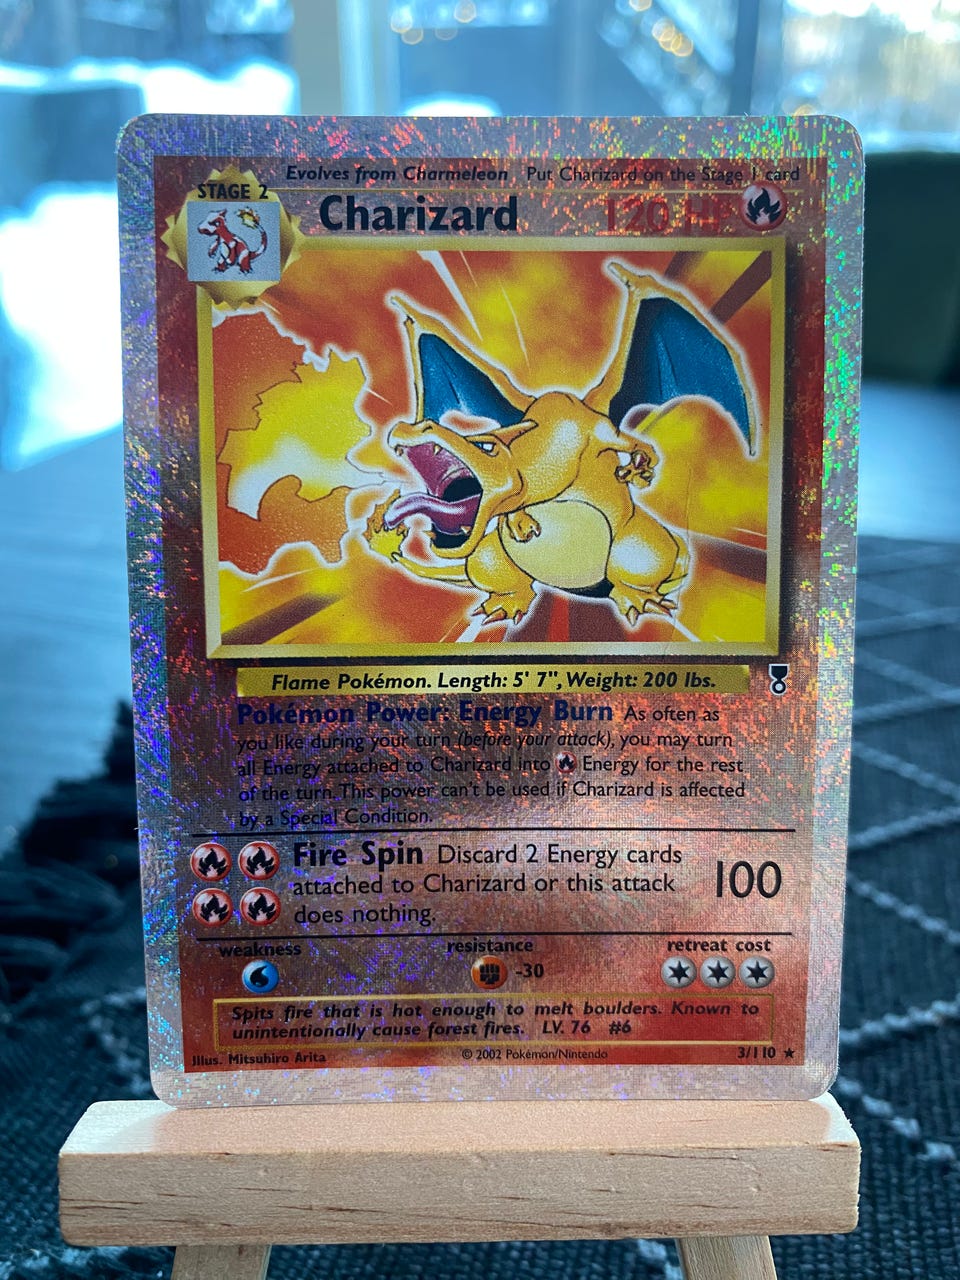 Evolves from Charmeleon Put Charizard on the Stage 1 card
STAGE 2
Charizard 120 HP
Flame Pokémon. Length: 5' 7", Weight: 200 lbs.
Pokémon Power: Energy Burn As often as
you like during your turn (before your attack), you may turn
all Energy attached to Charizard into Energy for the rest
of the turn. This power can't be used if Charizard is affected
by a Special Condition.
Fire Spin Discard 2 Energy cards
attached to Charizard or this attack
does nothing.
100
weakness resistance retreat cost
-30
Spits fire that is hot enough to melt boulders. Known to
unintentionally cause forest fires. LV. 76 #6
Illus. Mitsuhiro Arita © 2002 Pokémon/Nintendo 3/110 ★